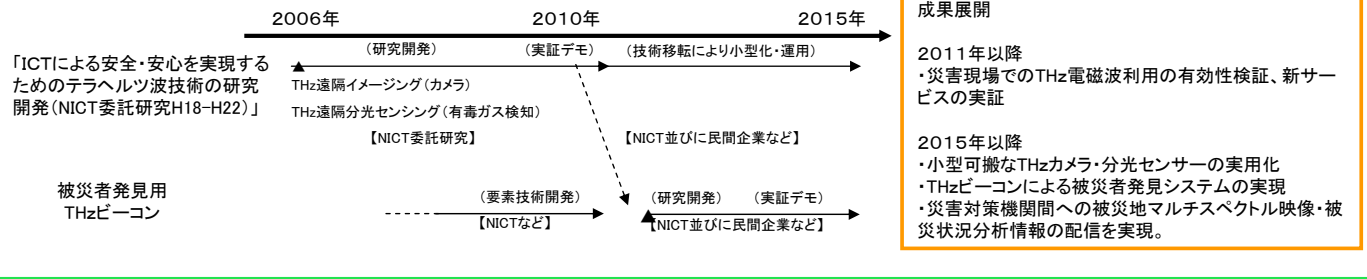 2006年 2010年 2015年
(研究開発) (実証デモ) (技術移転により小型化・運用)
「ICTによる安全・安心を実現する
ためのテラヘルツ波技術の研究
開発(NICT委託研究H18-H22)」
THz遠隔イメージング(カメラ)
THz遠隔分光センシング(有毒ガス検知)
【NICT委託研究】 【NICT並びに民間企業など】
被災者発見用
THzビーコン
(要素技術開発) (研究開発) (実証デモ)
【NICTなど】 【NICT並びに民間企業など】
成果展開
2011年以降
・災害現場でのTHz電磁波利用の有効性検証、新サー
ビスの実証
2015年以降
・小型可搬なTHzカメラ・分光センサーの実用化
・THzビーコンによる被災者発見システムの実現
・災害対策機関間への被災地マルチスペクトル映像・被
災状況分析情報の配信を実現。